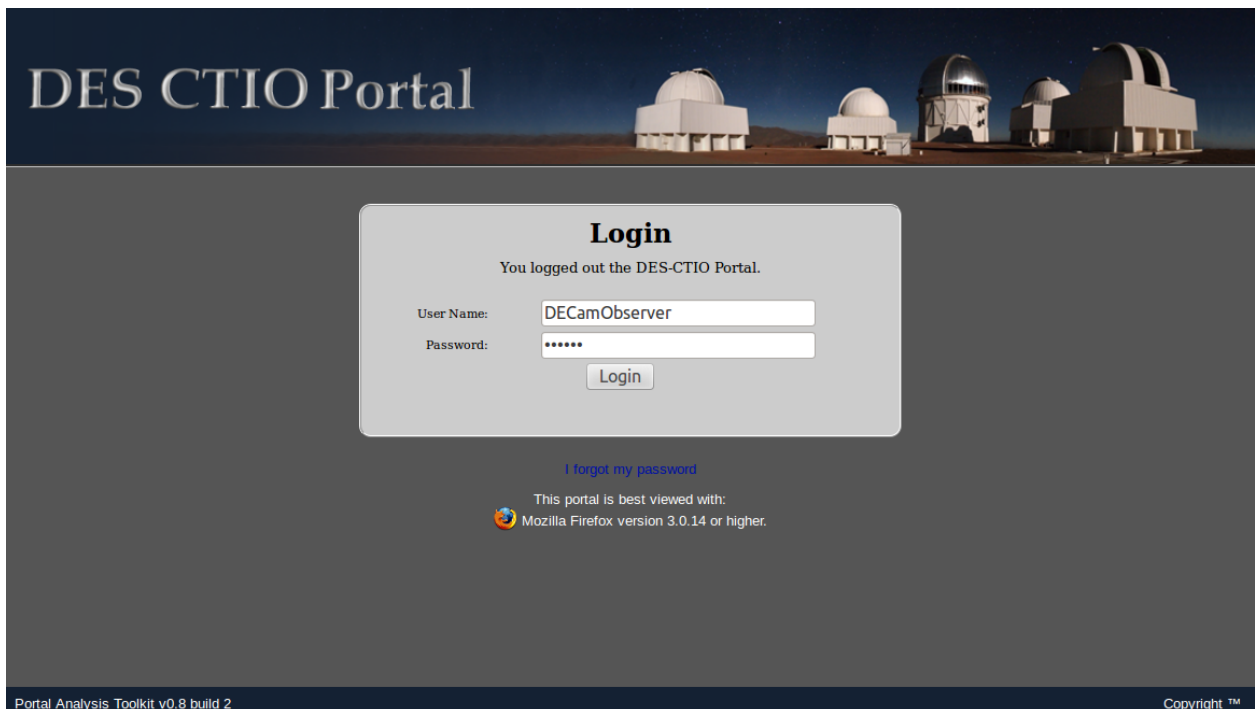 DES CTIO Portal
Login
You logged out the DES-CTIO Portal.
User Name: DECamObserver
Password: ••••••
Login
I forgot my password
This portal is best viewed with:
Mozilla Firefox version 3.0.14 or higher.
Portal Analysis Toolkit v0.8 build 2 Copyright ™